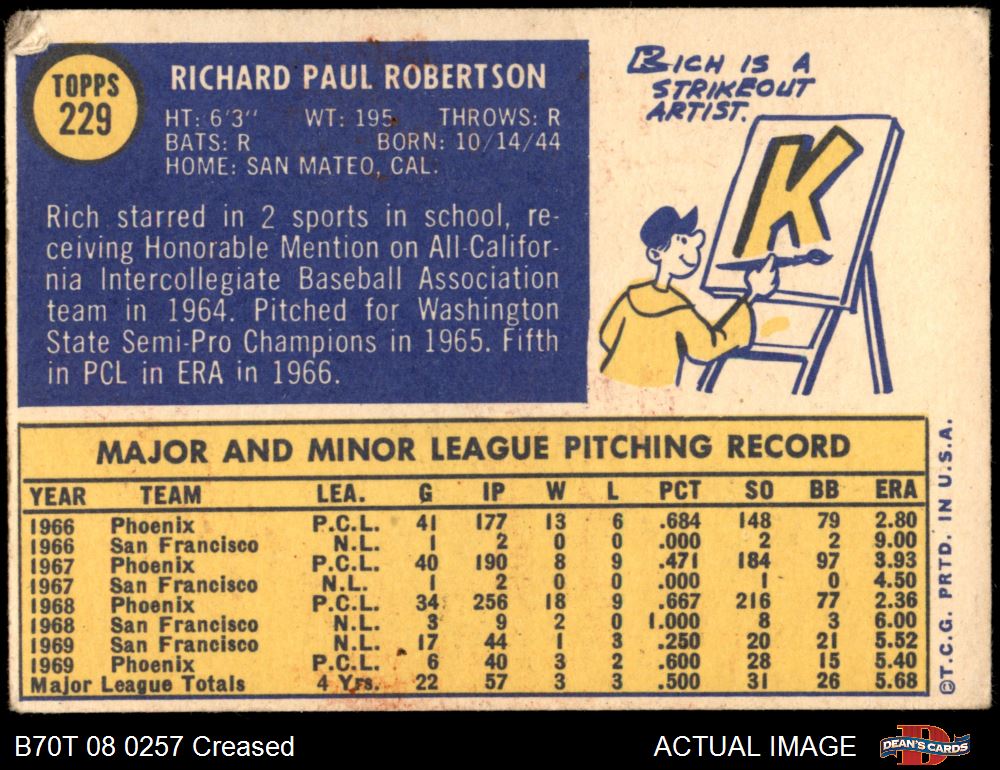 TOPPS
229
RICHARD PAUL ROBERTSON
HT: 6'3" WT: 195 THROWS: R
BATS: R BORN: 10/14/44
HOME: SAN MATEO, CAL.
Rich starred in 2 sports in school, re-
ceiving Honorable Mention on All-Califor-
nia Intercollegiate Baseball Association
team in 1964. Pitched for Washington
State Semi-Pro Champions in 1965. Fifth
in PCL in ERA in 1966.
RICH IS A
STRIKEOUT
ARTIST.
K
MAJOR AND MINOR LEAGUE PITCHING RECORD
YEAR TEAM LEA. G IP W L PCT SO BB ERA
1966 Phoenix P.C.L. 41 177 13 6 .684 148 79 2.80
1966 San Francisco N.L. 1 2 0 0 .000 2 2 9.00
1967 Phoenix P.C.L. 40 190 8 9 .471 184 97 3.93
1967 San Francisco N.L. 1 2 0 0 .000 1 0 4.50
1968 Phoenix P.C.L. 34 256 18 9 .667 216 77 2.36
1968 San Francisco N.L. 3 9 2 0 1.000 8 3 6.00
1969 San Francisco N.L. 17 44 1 3 .250 20 21 5.52
1969 Phoenix P.C.L. 6 40 3 2 .600 28 15 5.40
Major League Totals 4 Yrs. 22 57 3 3 .500 31 26 5.68
©T.C.G. PRTD. IN U.S.A.
B70T 08 0257 Creased
ACTUAL IMAGE
D
DEAN'S CARDS